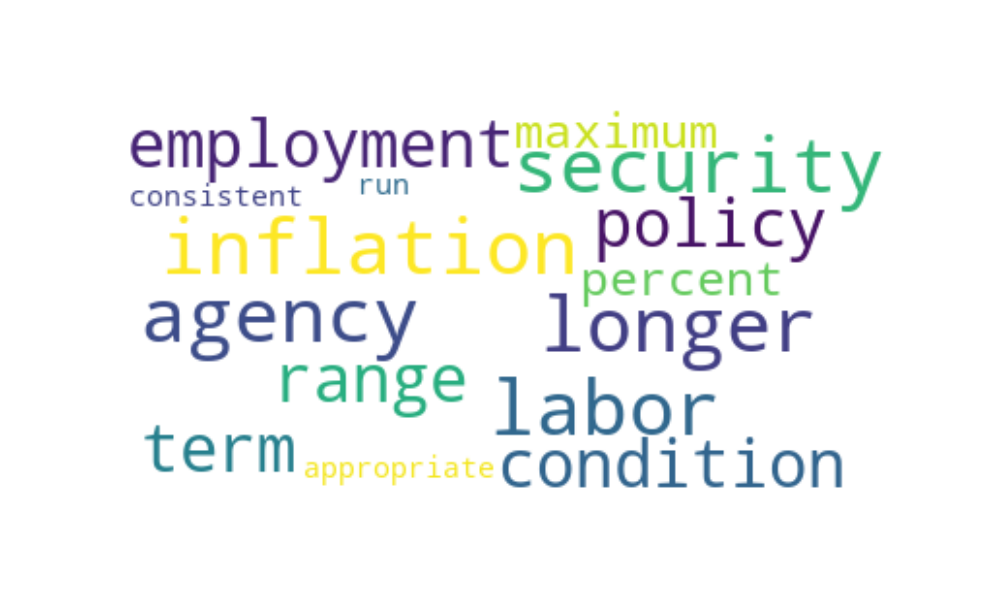 employment maximum
security
consistent run
policy
inflation
percent
agency longer
range
labor
term
appropriate condition